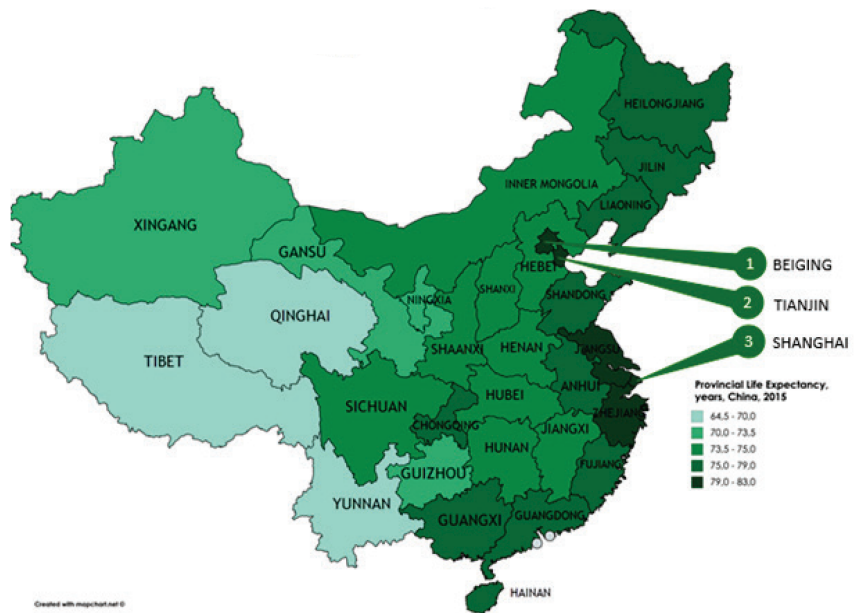 HEILONGJIANG
JILIN
INNER MONGOLIA
LIAONING
XINGANG
GANSU
1 BEIGING
HEBEI
NINGXIA
SHANXI
SHANDONG
2 TIANJIN
QINGHAI
TIBET
SHAANXI
HENAN
JIANGSU
3 SHANGHAI
ANHUI
Provincial Life Expectancy,
years, China, 2015
SICHUAN
HUBEI
ZHEJIANG
64,5 - 70.0
CHONGQING
JIANGXI
70.0 - 73.5
HUNAN
73.5 - 75.0
GUIZHOU
FUJIANG
75.0 - 79.0
79.0 - 83.0
YUNNAN
GUANGXI
GUANGDONG
HAINAN
Created with mapchart.net ©